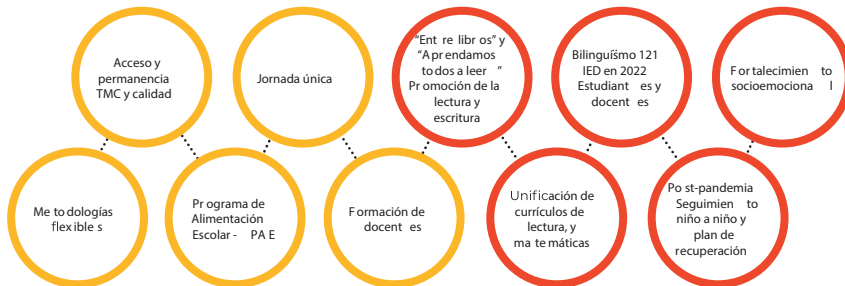 Acceso y
permanencia
TMC y calidad
Jornada única
"Entre libros" y
"Aprendamos
todos a leer"
Promoción de la
lectura y
escritura
Bilinguísmo 121
IED en 2022
Estudiantes y
docentes
Fortalecimiento
socioemocional
Metodologías
flexibles
Programa de
Alimentación
Escolar - PAE
Formación de
docentes
Unificación de
currículos de
lectura, y
matemáticas
Post-pandemia
Seguimiento
niño a niño y
plan de
recuperación